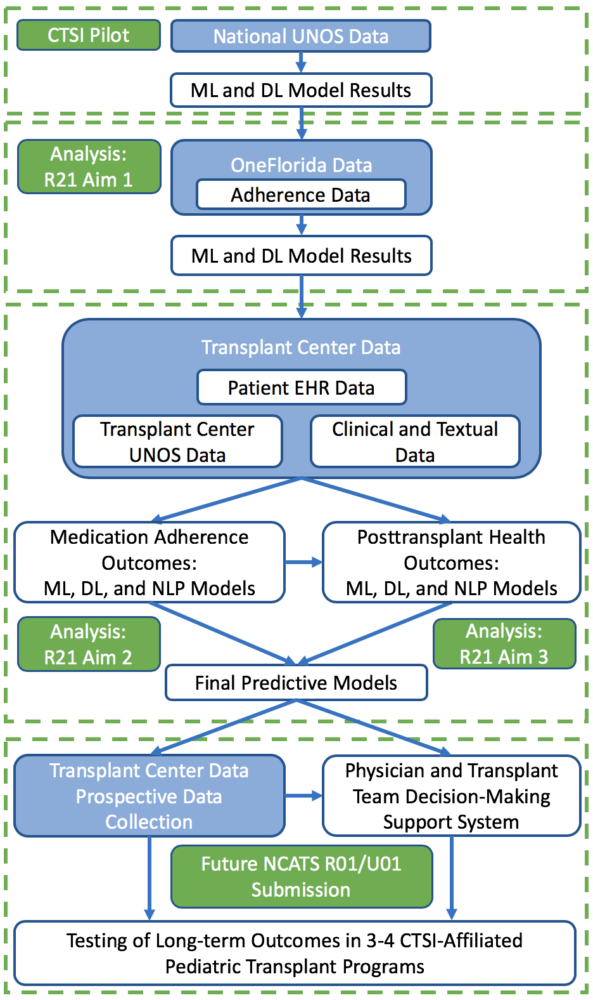 CTSI Pilot
National UNOS Data
ML and DL Model Results
Analysis:
R21 Aim 1
OneFlorida Data
Adherence Data
ML and DL Model Results
Transplant Center Data
Patient EHR Data
Transplant Center
UNOS Data
Clinical and Textual
Data
Medication Adherence
Outcomes:
ML, DL, and NLP Models
Posttransplant Health
Outcomes:
ML, DL, and NLP Models
Analysis:
R21 Aim 2
Analysis:
R21 Aim 3
Final Predictive Models
Transplant Center Data
Prospective Data
Collection
Physician and Transplant
Team Decision-Making
Support System
Future NCATS R01/U01
Submission
Testing of Long-term Outcomes in 3-4 CTSI-Affiliated
Pediatric Transplant Programs